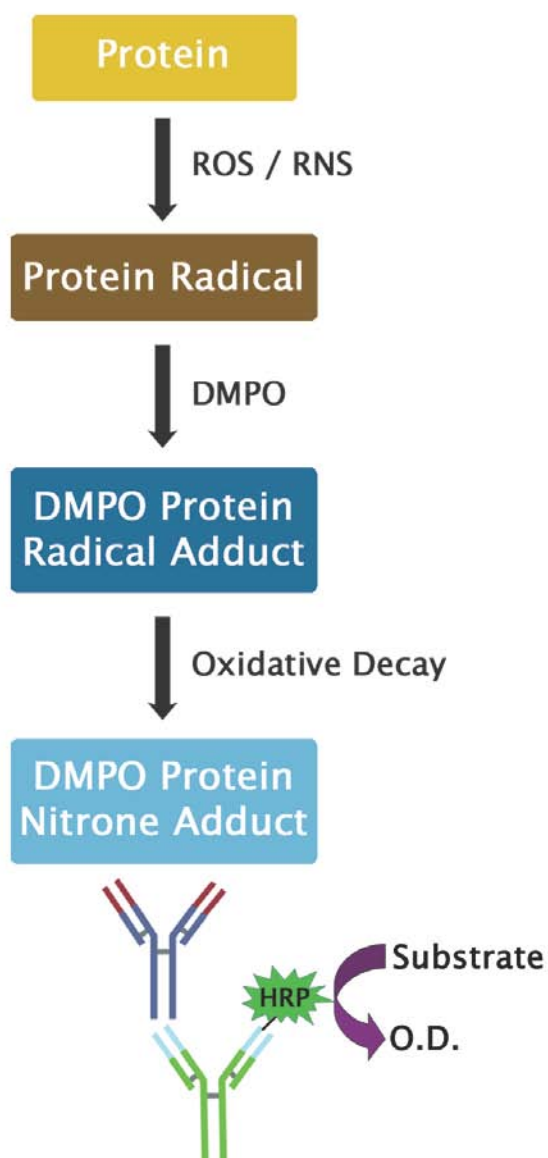 Protein
ROS / RNS
Protein Radical
DMPO
DMPO Protein
Radical Adduct
Oxidative Decay
DMPO Protein
Nitrone Adduct
Substrate
HRP
O.D.